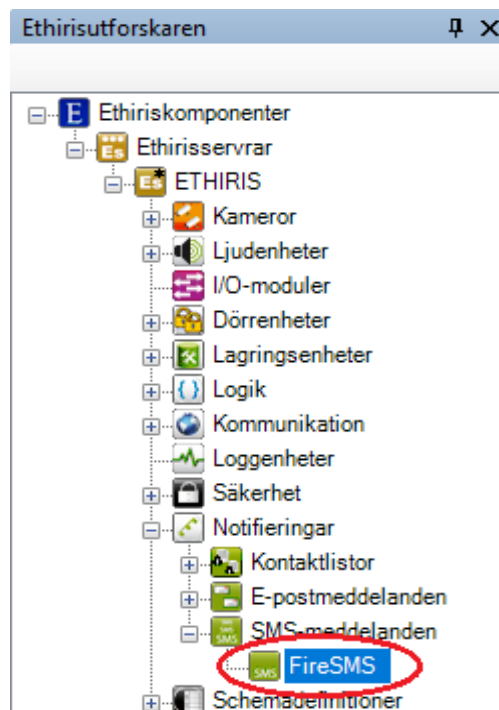 Ethirisutforskaren
Ethiriskomponenter
Ethirisservrar
ETHIRIS
Kameror
Ljudenheter
I/O-moduler
Dörrenheter
Lagringsenheter
Logik
Kommunikation
Loggenheter
Säkerhet
Notifieringar
Kontaktlistor
E-postmeddelanden
SMS-meddelanden
FireSMS
Schemadefinitioner